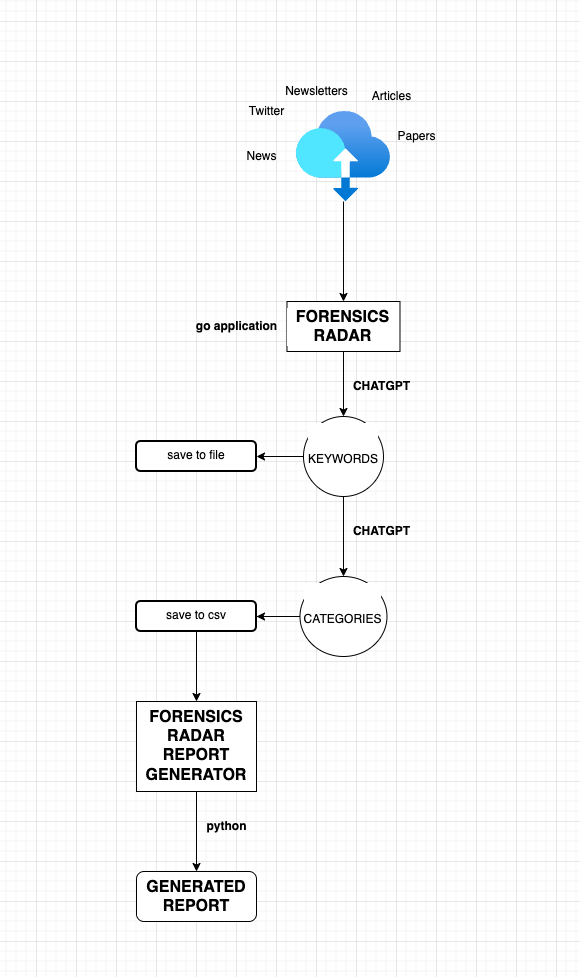 Newsletters
Articles
Twitter
Papers
News
go application
FORENSICS
RADAR
CHATGPT
save to file
KEYWORDS
CHATGPT
save to csv
CATEGORIES
FORENSICS
RADAR
REPORT
GENERATOR
python
GENERATED
REPORT